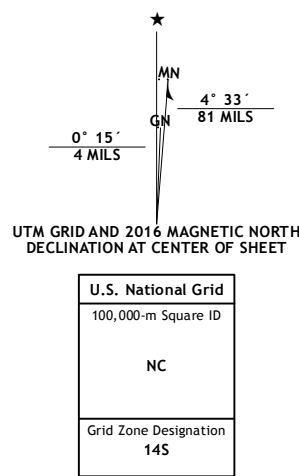 MN
4° 33´
81 MILS
GN
0° 15´
4 MILS
UTM GRID AND 2016 MAGNETIC NORTH
DECLINATION AT CENTER OF SHEET
U.S. National Grid
100,000-m Square ID
NC
Grid Zone Designation
14S